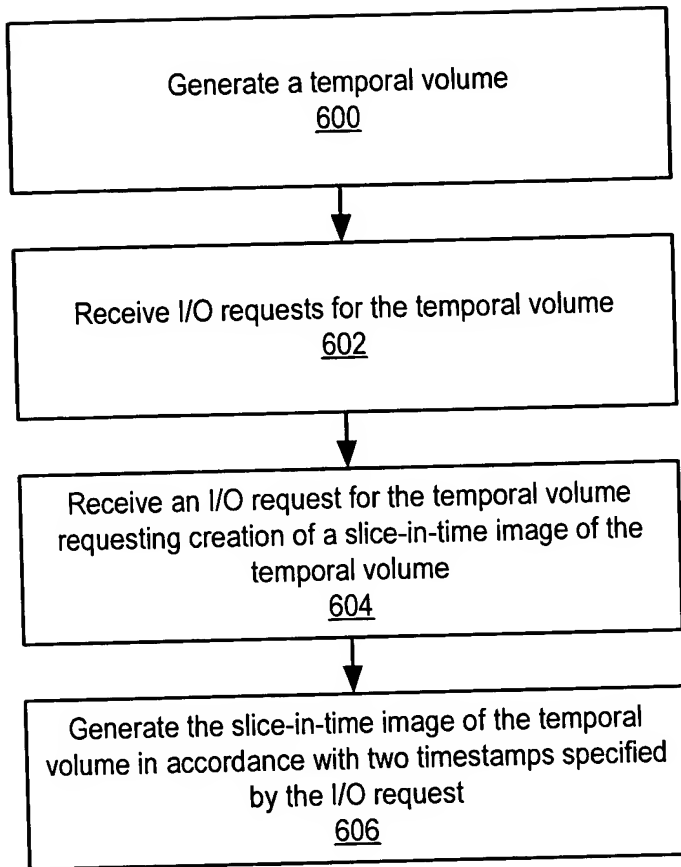 Generate a temporal volume
600
Receive I/O requests for the temporal volume
602
Receive an I/O request for the temporal volume
requesting creation of a slice-in-time image of the
temporal volume
604
Generate the slice-in-time image of the temporal
volume in accordance with two timestamps specified
by the I/O request
606